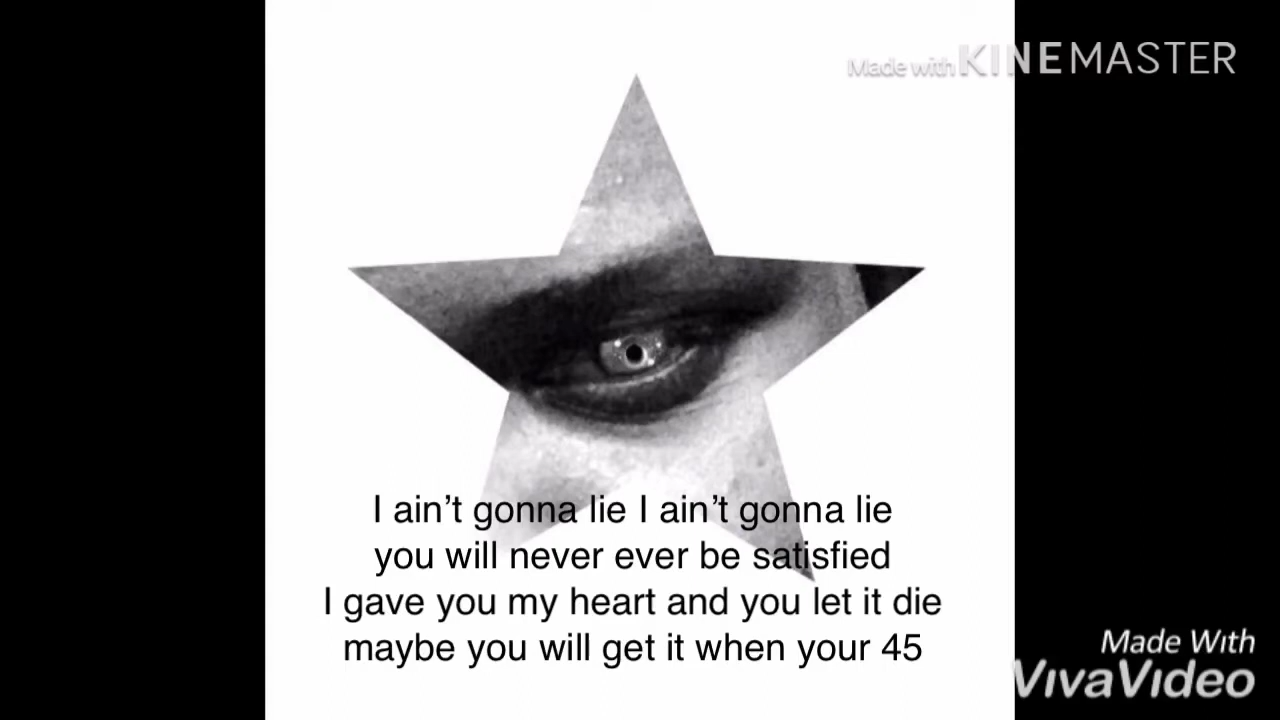 Made with KINEMASTER
I ain’t gonna lie I ain’t gonna lie
you will never ever be satisfied
I gave you my heart and you let it die
maybe you will get it when your 45
Made With
VivaVideo